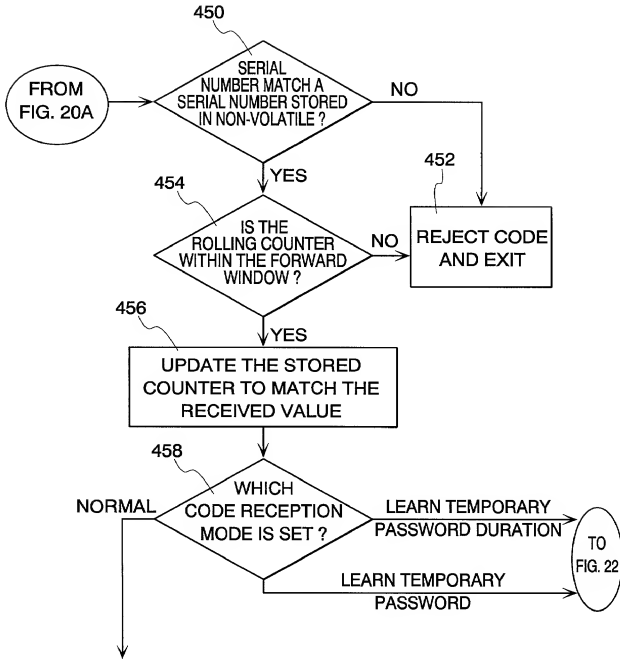 450
SERIAL
NUMBER MATCH A
SERIAL NUMBER STORED
IN NON-VOLATILE ?
FROM
FIG. 20A
NO
YES
452
REJECT CODE
AND EXIT
454
IS THE
ROLLING COUNTER
WITHIN THE FORWARD
WINDOW ?
NO
YES
456
UPDATE THE STORED
COUNTER TO MATCH THE
RECEIVED VALUE
458
WHICH
CODE RECEPTION
MODE IS SET ?
NORMAL
LEARN TEMPORARY
PASSWORD DURATION
LEARN TEMPORARY
PASSWORD
TO
FIG. 22